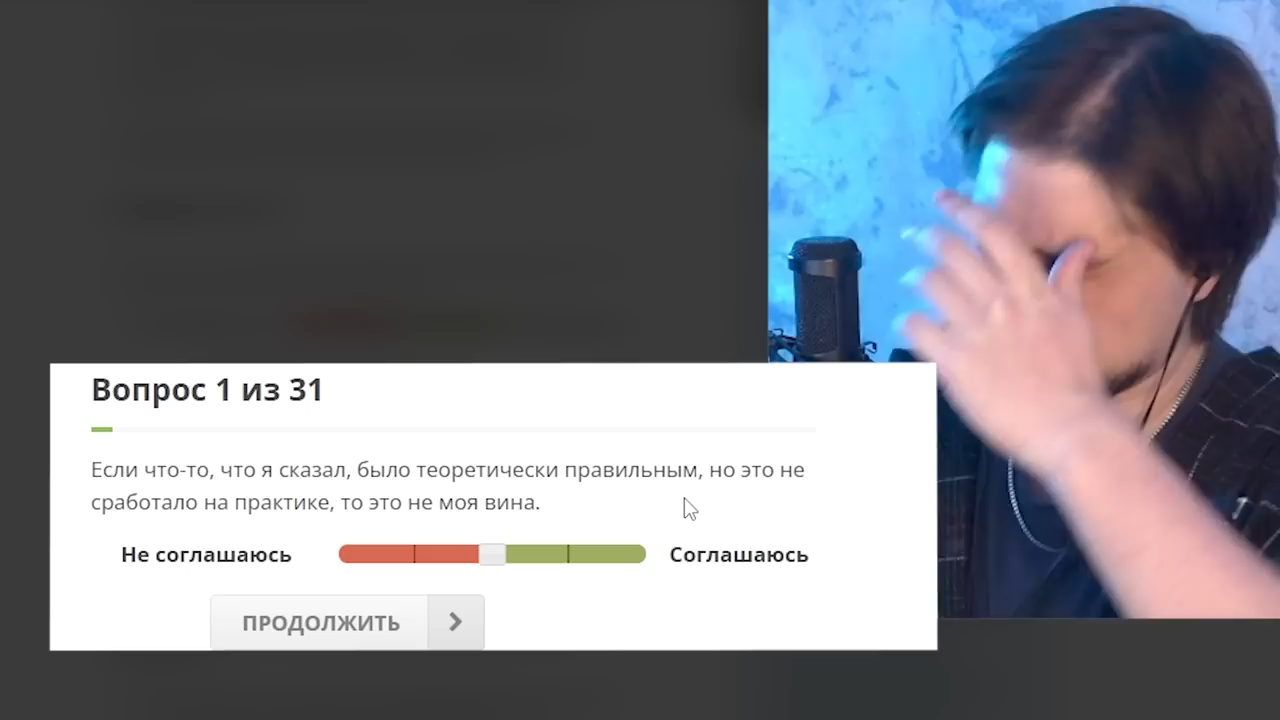 Вопрос 1 из 31
Если что-то, что я сказал, было теоретически правильным, но это не
сработало на практике, то это не моя вина.
Не соглашаюсь
Соглашаюсь
ПРОДОЛЖИТЬ